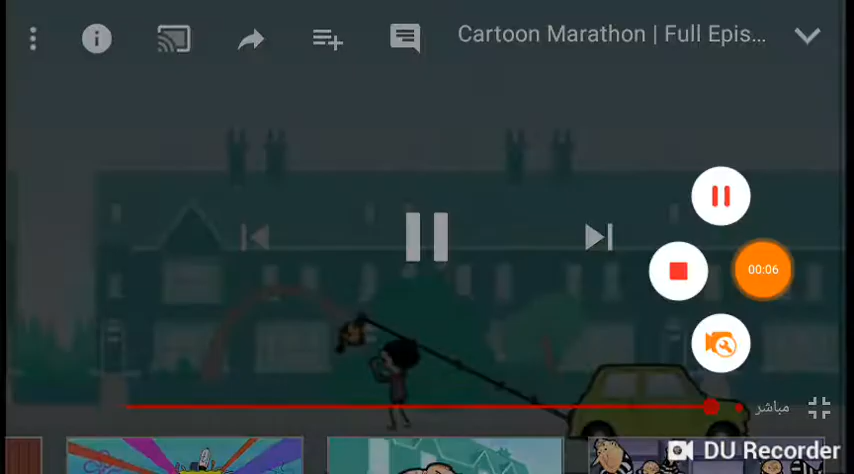 Cartoon Marathon | Full Epis...
00:06
مباشر
DU Recorder